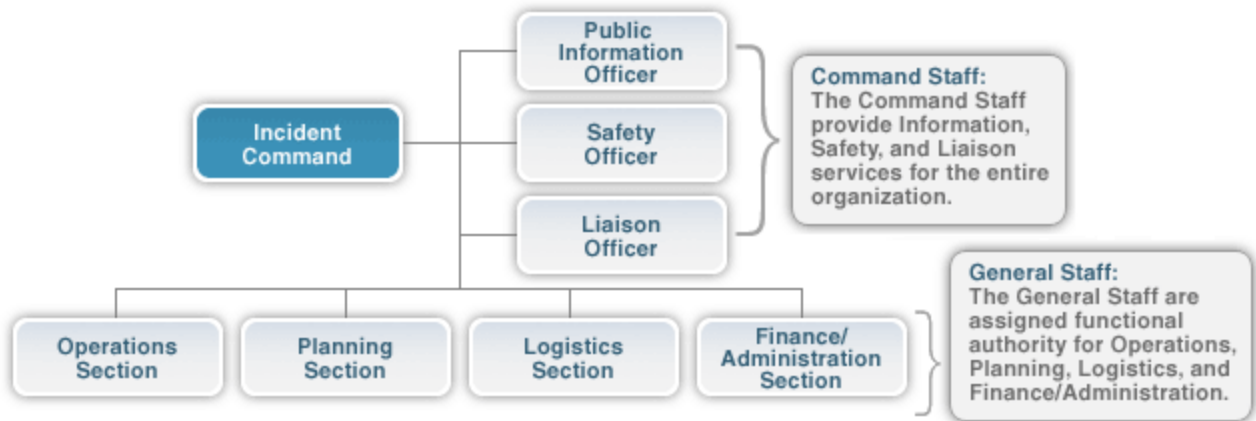 Public
Information
Officer
Command Staff:
The Command Staff
provide Information,
Safety, and Liaison
services for the entire
organization.
Incident
Command
Safety
Officer
Liaison
Officer
General Staff:
The General Staff are
assigned functional
authority for Operations,
Planning, Logistics, and
Finance/Administration.
Operations
Section
Planning
Section
Logistics
Section
Finance/
Administration
Section